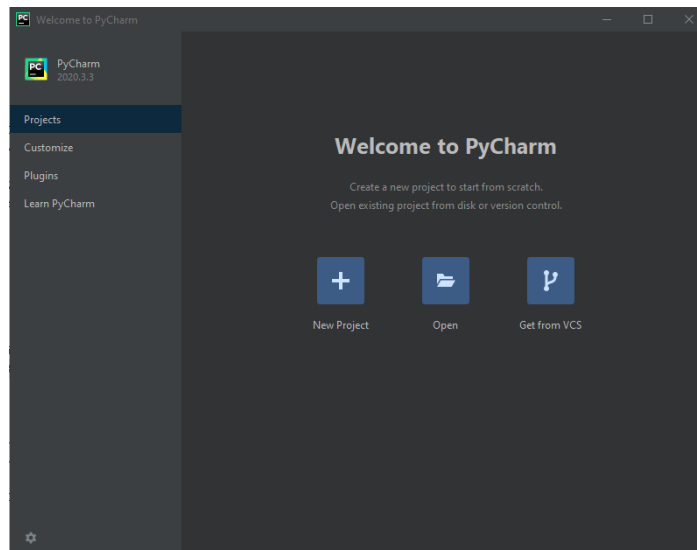 Welcome to PyCharm
PC
PC
PyCharm
2020.3.3
Projects
Customize
Plugins
Learn PyCharm
Welcome to PyCharm
Create a new project to start from scratch.
Open existing project from disk or version control.
New Project
Open
Get from VCS